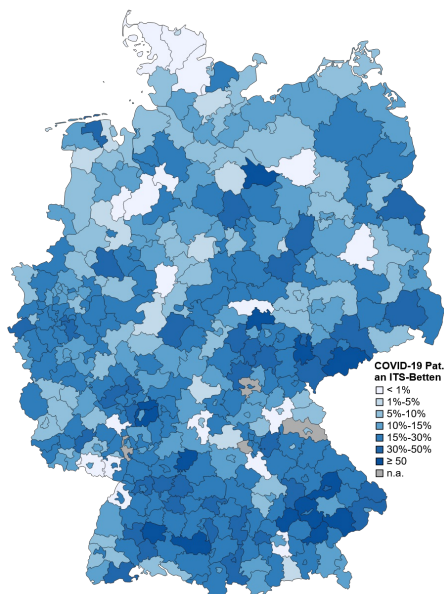 COVID-19 Pat.
an ITS-Betten
< 1%
1%-5%
5%-10%
10%-15%
15%-30%
30%-50%
≥ 50
n.a.